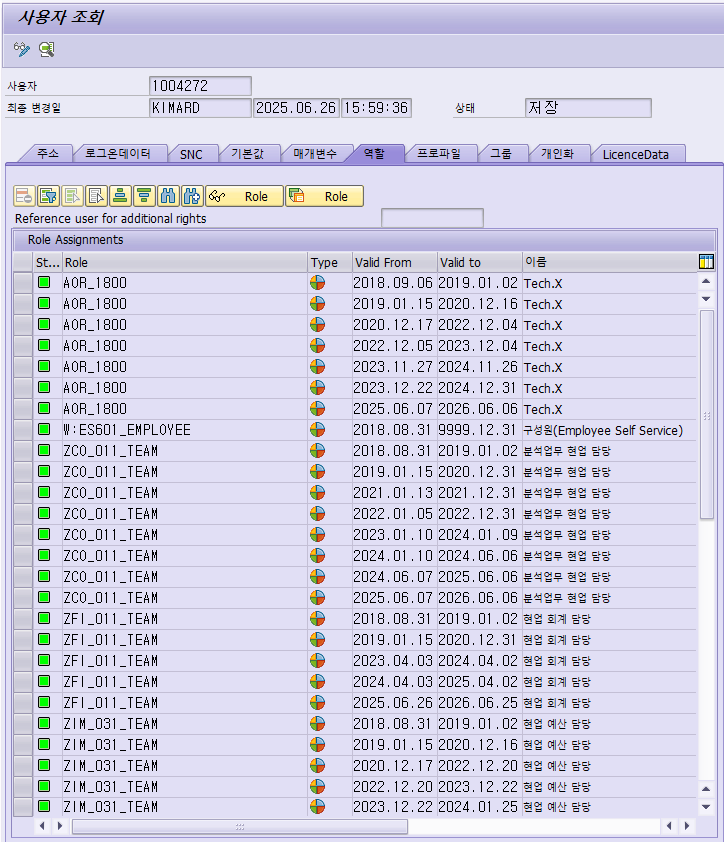 사용자 조회
사용자 1004272
최종 변경일 KIMARD 2025.06.26 15:59:36 상태 저장
주소 로그온데이터 SNC 기본값 매개변수 역할 프로파일 그룹 개인화 LicenceData
Role Role
Reference user for additional rights
Role Assignments
St... Role Type Valid From Valid to 이름
AOR_1800 2018.09.06 2019.01.02 Tech.X
AOR_1800 2019.01.15 2020.12.16 Tech.X
AOR_1800 2020.12.17 2022.12.04 Tech.X
AOR_1800 2022.12.05 2023.12.04 Tech.X
AOR_1800 2023.11.27 2024.11.26 Tech.X
AOR_1800 2023.12.22 2024.12.31 Tech.X
AOR_1800 2025.06.07 2026.06.06 Tech.X
W:ES601_EMPLOYEE 2018.08.31 9999.12.31 구성원(Employee Self Service)
ZCO_011_TEAM 2018.08.31 2019.01.02 분석업무 현업 담당
ZCO_011_TEAM 2019.01.15 2020.12.31 분석업무 현업 담당
ZCO_011_TEAM 2021.01.13 2021.12.31 분석업무 현업 담당
ZCO_011_TEAM 2022.01.05 2022.12.31 분석업무 현업 담당
ZCO_011_TEAM 2023.01.10 2024.01.09 분석업무 현업 담당
ZCO_011_TEAM 2024.01.10 2024.06.06 분석업무 현업 담당
ZCO_011_TEAM 2024.06.07 2025.06.06 분석업무 현업 담당
ZCO_011_TEAM 2025.06.07 2026.06.06 분석업무 현업 담당
ZFI_011_TEAM 2018.08.31 2019.01.02 현업 회계 담당
ZFI_011_TEAM 2019.01.15 2020.12.31 현업 회계 담당
ZFI_011_TEAM 2023.04.03 2024.04.02 현업 회계 담당
ZFI_011_TEAM 2024.04.03 2025.04.02 현업 회계 담당
ZFI_011_TEAM 2025.06.26 2026.06.25 현업 회계 담당
ZIM_031_TEAM 2018.08.31 2019.01.02 현업 예산 담당
ZIM_031_TEAM 2019.01.15 2020.12.16 현업 예산 담당
ZIM_031_TEAM 2020.12.17 2022.12.20 현업 예산 담당
ZIM_031_TEAM 2022.12.20 2023.12.22 현업 예산 담당
ZIM_031_TEAM 2023.12.22 2024.01.25 현업 예산 담당